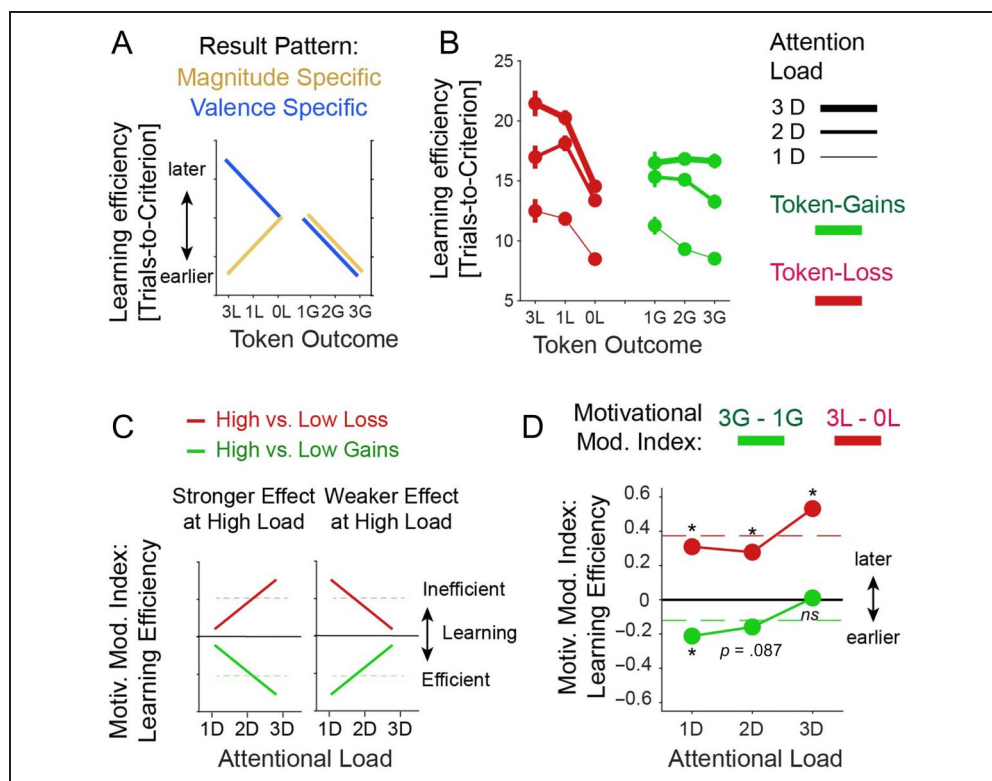 A
Result Pattern:
Magnitude Specific
Valence Specific
Learning efficiency
[Trials-to-Criterion]
later
earlier
3L 1L 0L 1G 2G 3G
Token Outcome
B
Learning efficiency
[Trials-to-Criterion]
25
20
15
10
5
3L 1L 0L 1G 2G 3G
Token Outcome
Attention
Load
3 D
2 D
1 D
Token-Gains
Token-Loss
C
High vs. Low Loss
High vs. Low Gains
Stronger Effect
at High Load
Weaker Effect
at High Load
Motiv. Mod. Index:
Learning Efficiency
Inefficient
Learning
Efficient
1D 2D 3D
1D 2D 3D
Attentional Load
D
Motivational
Mod. Index:
3G - 1G
3L - 0L
Motiv. Mod. Index:
Learning Efficiency
0.6
0.4
0.2
0
−0.2
−0.4
−0.6
*
*
*
*
p = .087
ns
later
earlier
1D 2D 3D
Attentional Load